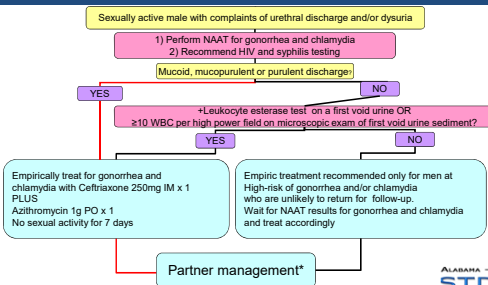 Sexually active male with complaints of urethral discharge and/or dysuria
1) Perform NAAT for gonorrhea and chlamydia
2) Recommend HIV and syphilis testing
Mucoid, mucopurulent or purulent discharge?
YES
NO
+Leukocyte esterase test on a first void urine OR
≥10 WBC per high power field on microscopic exam of first void urine sediment?
YES
NO
Empirically treat for gonorrhea and
chlamydia with Ceftriaxone 250mg IM x 1
PLUS
Azithromycin 1g PO x 1
No sexual activity for 7 days
Empiric treatment recommended only for men at
High-risk of gonorrhea and/or chlamydia
who are unlikely to return for follow-up.
Wait for NAAT results for gonorrhea and chlamydia
and treat accordingly
Partner management*
ALABAMA